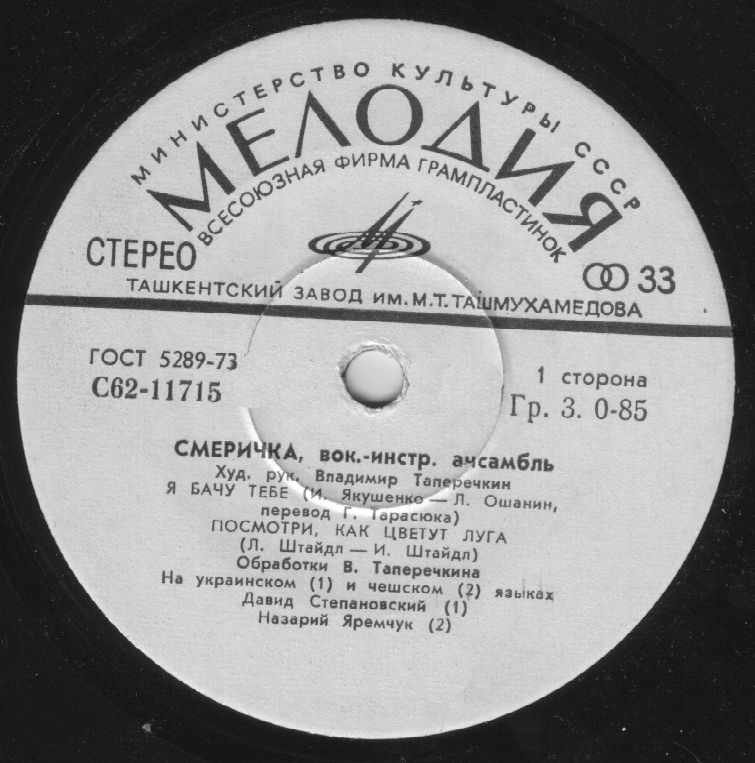 МИНИСТЕРСТВО КУЛЬТУРЫ СССР
МЕЛОДИЯ
ВСЕСОЮЗНАЯ ФИРМА ГРАМПЛАСТИНОК
СТЕРЕО
33
ТАШКЕНТСКИЙ ЗАВОД ИМ. М.Т. ТАШМУХАМЕДОВА
ГОСТ 5289-73
С62-11715
1 сторона
Гр. 3. 0-85
СМЕРИЧКА, вок.-инстр. ачсамбль
Худ. рук. Владимир Таперечкин
Я БАЧУ ТЕБЕ (И. Якушенко — Л. Ошанин,
перевод Г. Тарасюка)
ПОСМОТРИ, КАК ЦВЕТУТ ЛУГА
(Л. Штайдл — И. Штайдл)
Обработки В. Таперечкина
На украинском (1) и чешском (2) языках
Давид Степановский (1)
Назарий Яремчук (2)